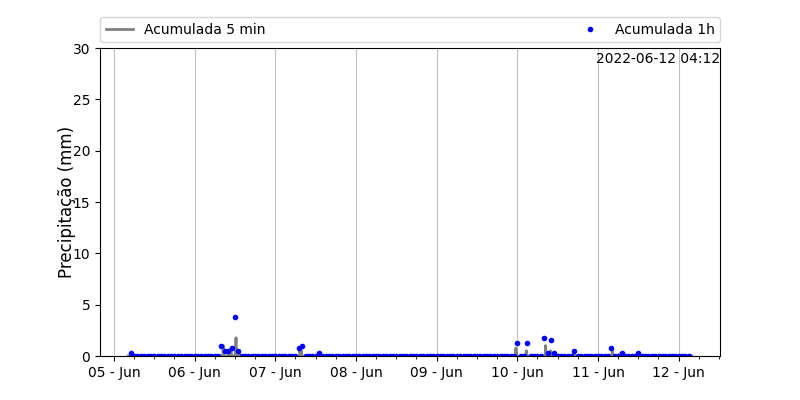 Acumulada 5 min
Acumulada 1h
2022-06-12 04:12
Precipitação (mm)
30
25
20
15
10
5
0
05 - Jun
06 - Jun
07 - Jun
08 - Jun
09 - Jun
10 - Jun
11 - Jun
12 - Jun